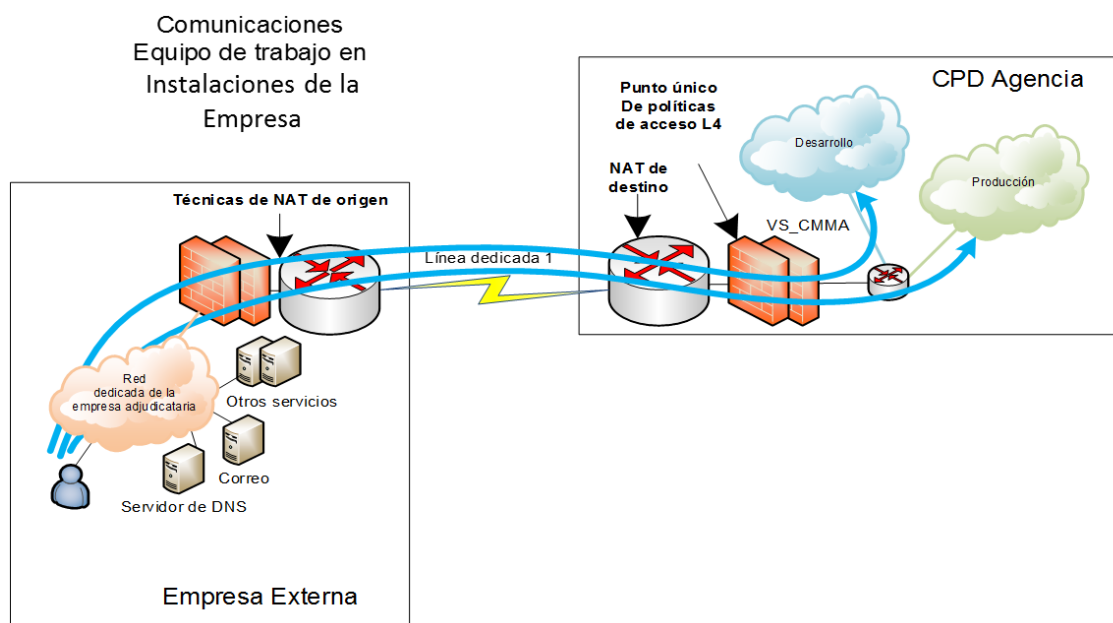 Comunicaciones
Equipo de trabajo en
Instalaciones de la
Empresa
CPD Agencia
Punto único
De políticas
de acceso L4
Desarrollo
Producción
NAT de
destino
VS_CMMA
Técnicas de NAT de origen
Línea dedicada 1
Red
dedicada de la
empresa adjudicataria
Otros servicios
Correo
Servidor de DNS
Empresa Externa